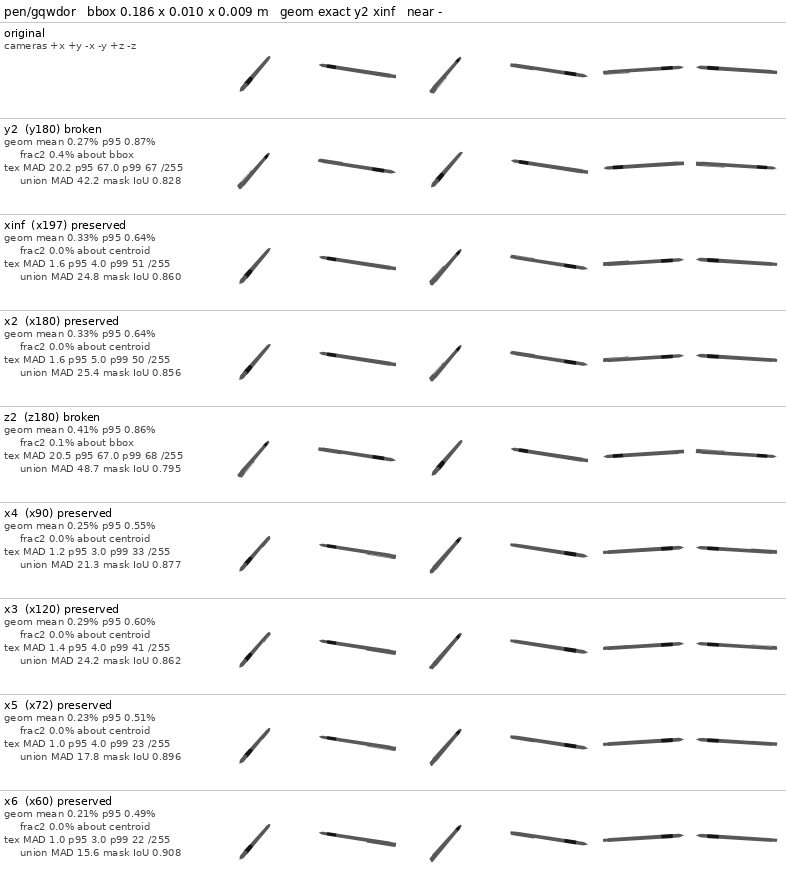 pen/gqwdor bbox 0.186 x 0.010 x 0.009 m geom exact y2 xinf near -
original
cameras +x +y -x -y +z -z
y2 (y180) broken
geom mean 0.27% p95 0.87%
frac2 0.4% about bbox
tex MAD 20.2 p95 67.0 p99 67 /255
union MAD 42.2 mask IoU 0.828
xinf (x197) preserved
geom mean 0.33% p95 0.64%
frac2 0.0% about centroid
tex MAD 1.6 p95 4.0 p99 51 /255
union MAD 24.8 mask IoU 0.860
x2 (x180) preserved
geom mean 0.33% p95 0.64%
frac2 0.0% about centroid
tex MAD 1.6 p95 5.0 p99 50 /255
union MAD 25.4 mask IoU 0.856
z2 (z180) broken
geom mean 0.41% p95 0.86%
frac2 0.1% about bbox
tex MAD 20.5 p95 67.0 p99 68 /255
union MAD 48.7 mask IoU 0.795
x4 (x90) preserved
geom mean 0.25% p95 0.55%
frac2 0.0% about centroid
tex MAD 1.2 p95 3.0 p99 33 /255
union MAD 21.3 mask IoU 0.877
x3 (x120) preserved
geom mean 0.29% p95 0.60%
frac2 0.0% about centroid
tex MAD 1.4 p95 4.0 p99 41 /255
union MAD 24.2 mask IoU 0.862
x5 (x72) preserved
geom mean 0.23% p95 0.51%
frac2 0.0% about centroid
tex MAD 1.0 p95 4.0 p99 23 /255
union MAD 17.8 mask IoU 0.896
x6 (x60) preserved
geom mean 0.21% p95 0.49%
frac2 0.0% about centroid
tex MAD 1.0 p95 3.0 p99 22 /255
union MAD 15.6 mask IoU 0.908